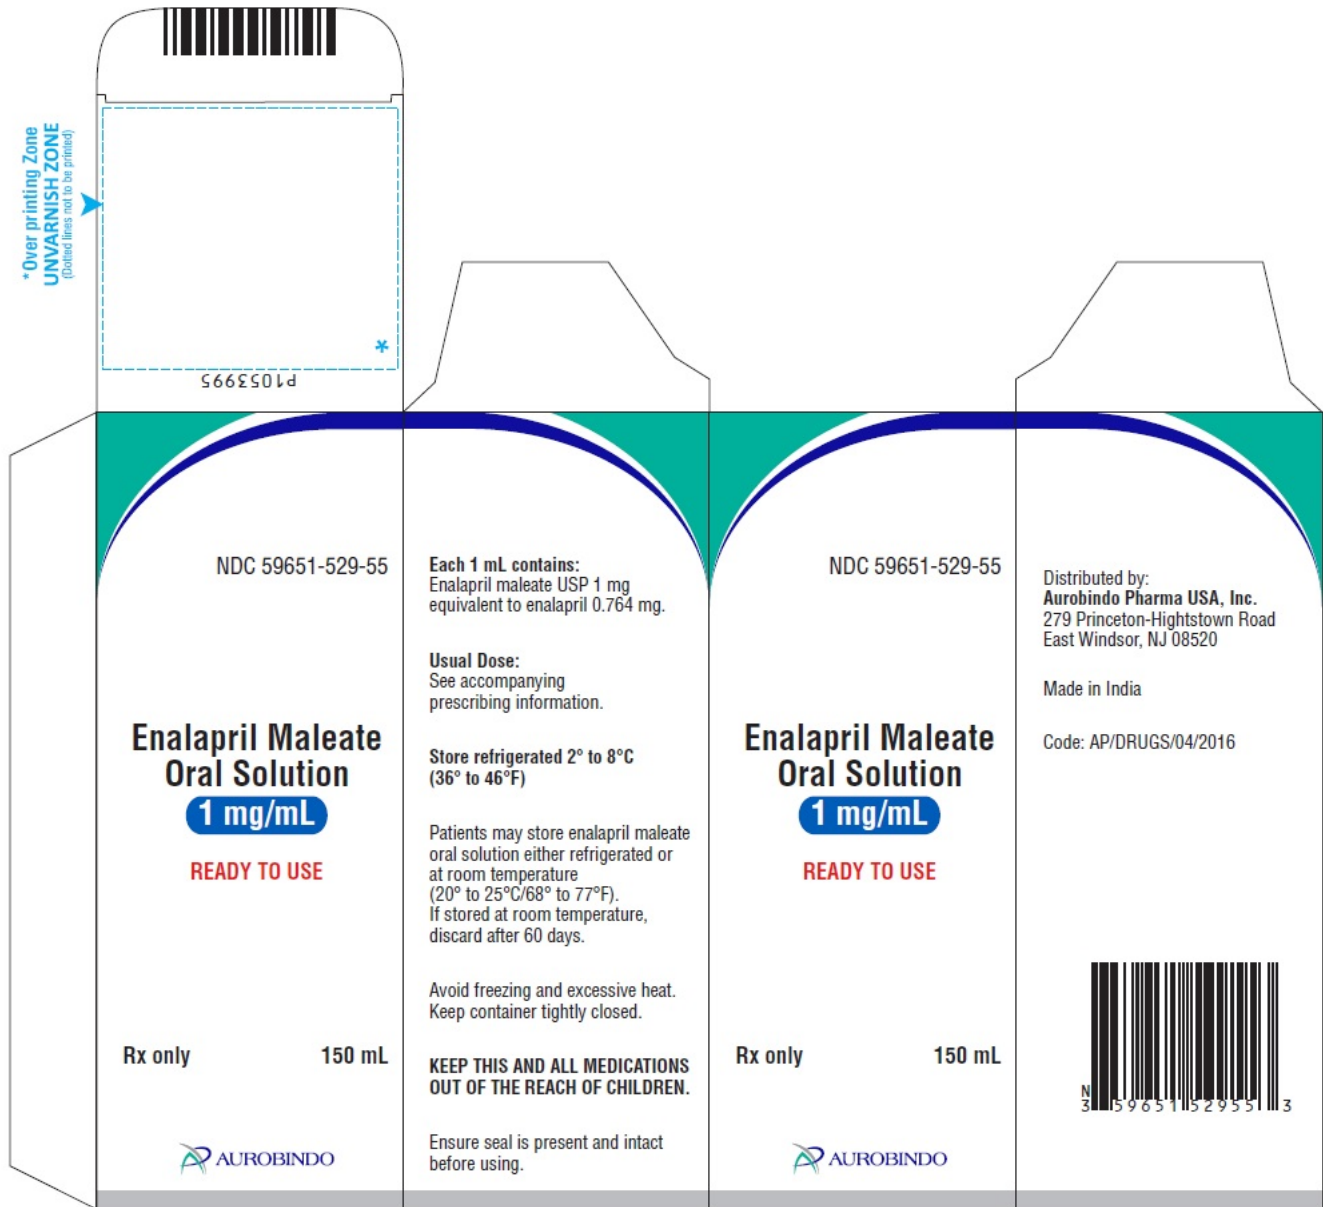 *Over printing Zone
UNVARNISH ZONE
(Dotted lines not to be printed)
*
P1053995
NDC 59651-529-55
Enalapril Maleate
Oral Solution
1 mg/mL
READY TO USE
Rx only 150 mL
AUROBINDO
Each 1 mL contains:
Enalapril maleate USP 1 mg
equivalent to enalapril 0.764 mg.
Usual Dose:
See accompanying
prescribing information.
Store refrigerated 2° to 8°C
(36° to 46°F)
Patients may store enalapril maleate
oral solution either refrigerated or
at room temperature
(20° to 25°C/68° to 77°F).
If stored at room temperature,
discard after 60 days.
Avoid freezing and excessive heat.
Keep container tightly closed.
KEEP THIS AND ALL MEDICATIONS
OUT OF THE REACH OF CHILDREN.
Ensure seal is present and intact
before using.
NDC 59651-529-55
Enalapril Maleate
Oral Solution
1 mg/mL
READY TO USE
Rx only 150 mL
AUROBINDO
Distributed by:
Aurobindo Pharma USA, Inc.
279 Princeton-Hightstown Road
East Windsor, NJ 08520
Made in India
Code: AP/DRUGS/04/2016
N
3 59651 52955 3